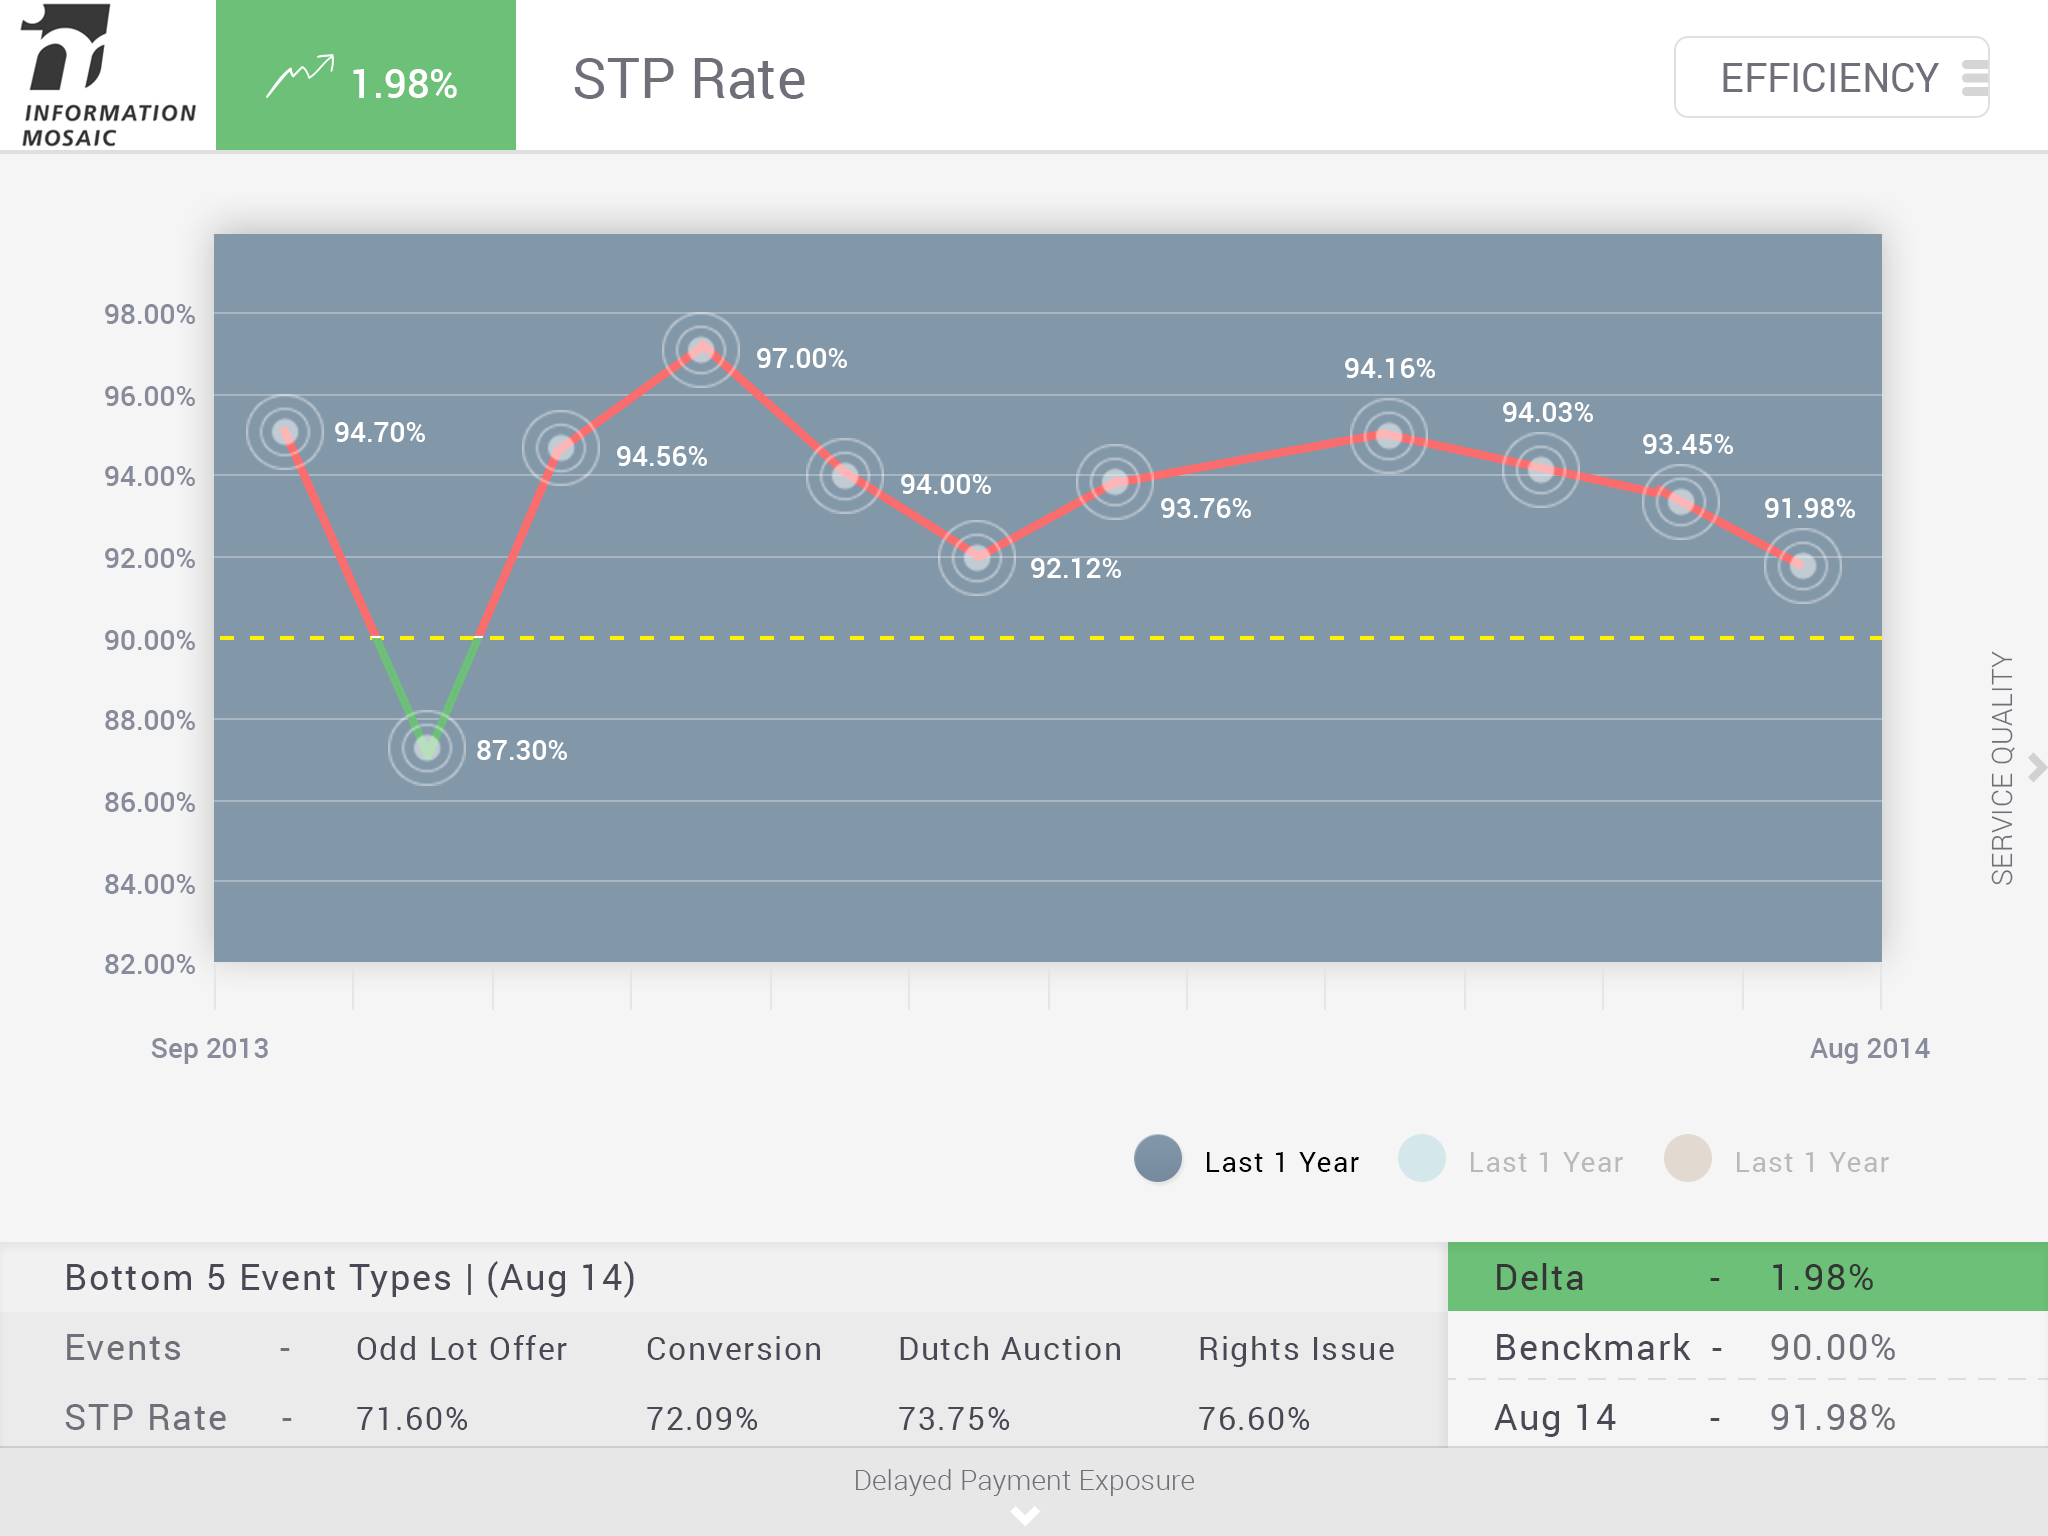 INFORMATION
MOSAIC
1.98%
STP Rate
EFFICIENCY
98.00%
96.00%
94.00%
92.00%
90.00%
88.00%
86.00%
84.00%
82.00%
94.70%
87.30%
94.56%
97.00%
94.00%
92.12%
93.76%
94.16%
94.03%
93.45%
91.98%
Sep 2013
Aug 2014
SERVICE QUALITY
Last 1 Year
Last 1 Year
Last 1 Year
Bottom 5 Event Types | (Aug 14)
Events - Odd Lot Offer Conversion Dutch Auction Rights Issue
STP Rate - 71.60% 72.09% 73.75% 76.60%
Delta - 1.98%
Benckmark - 90.00%
Aug 14 - 91.98%
Delayed Payment Exposure